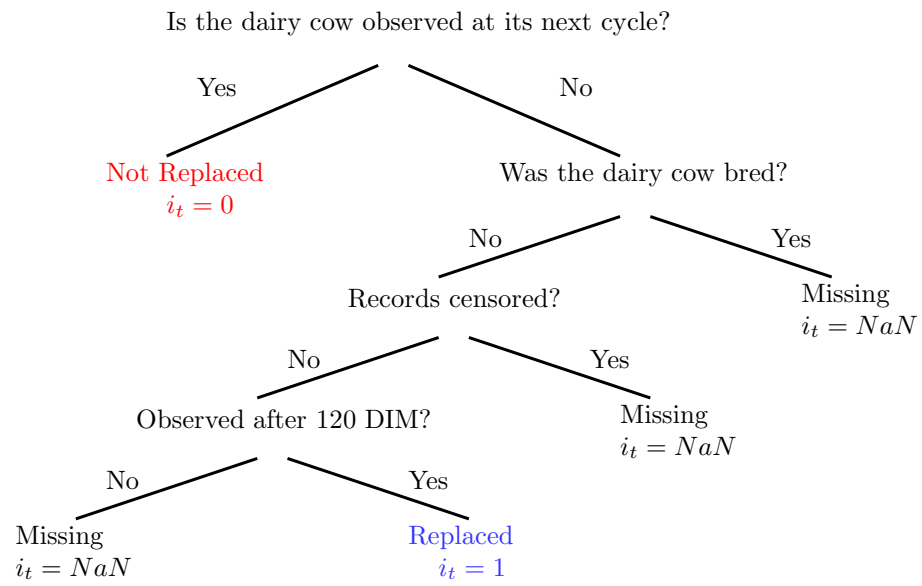 Is the dairy cow observed at its next cycle?
Yes
No
Not Replaced
i_t = 0
Was the dairy cow bred?
No
Yes
Records censored?
Missing
i_t = NaN
No
Yes
Observed after 120 DIM?
Missing
i_t = NaN
No
Yes
Missing
i_t = NaN
Replaced
i_t = 1